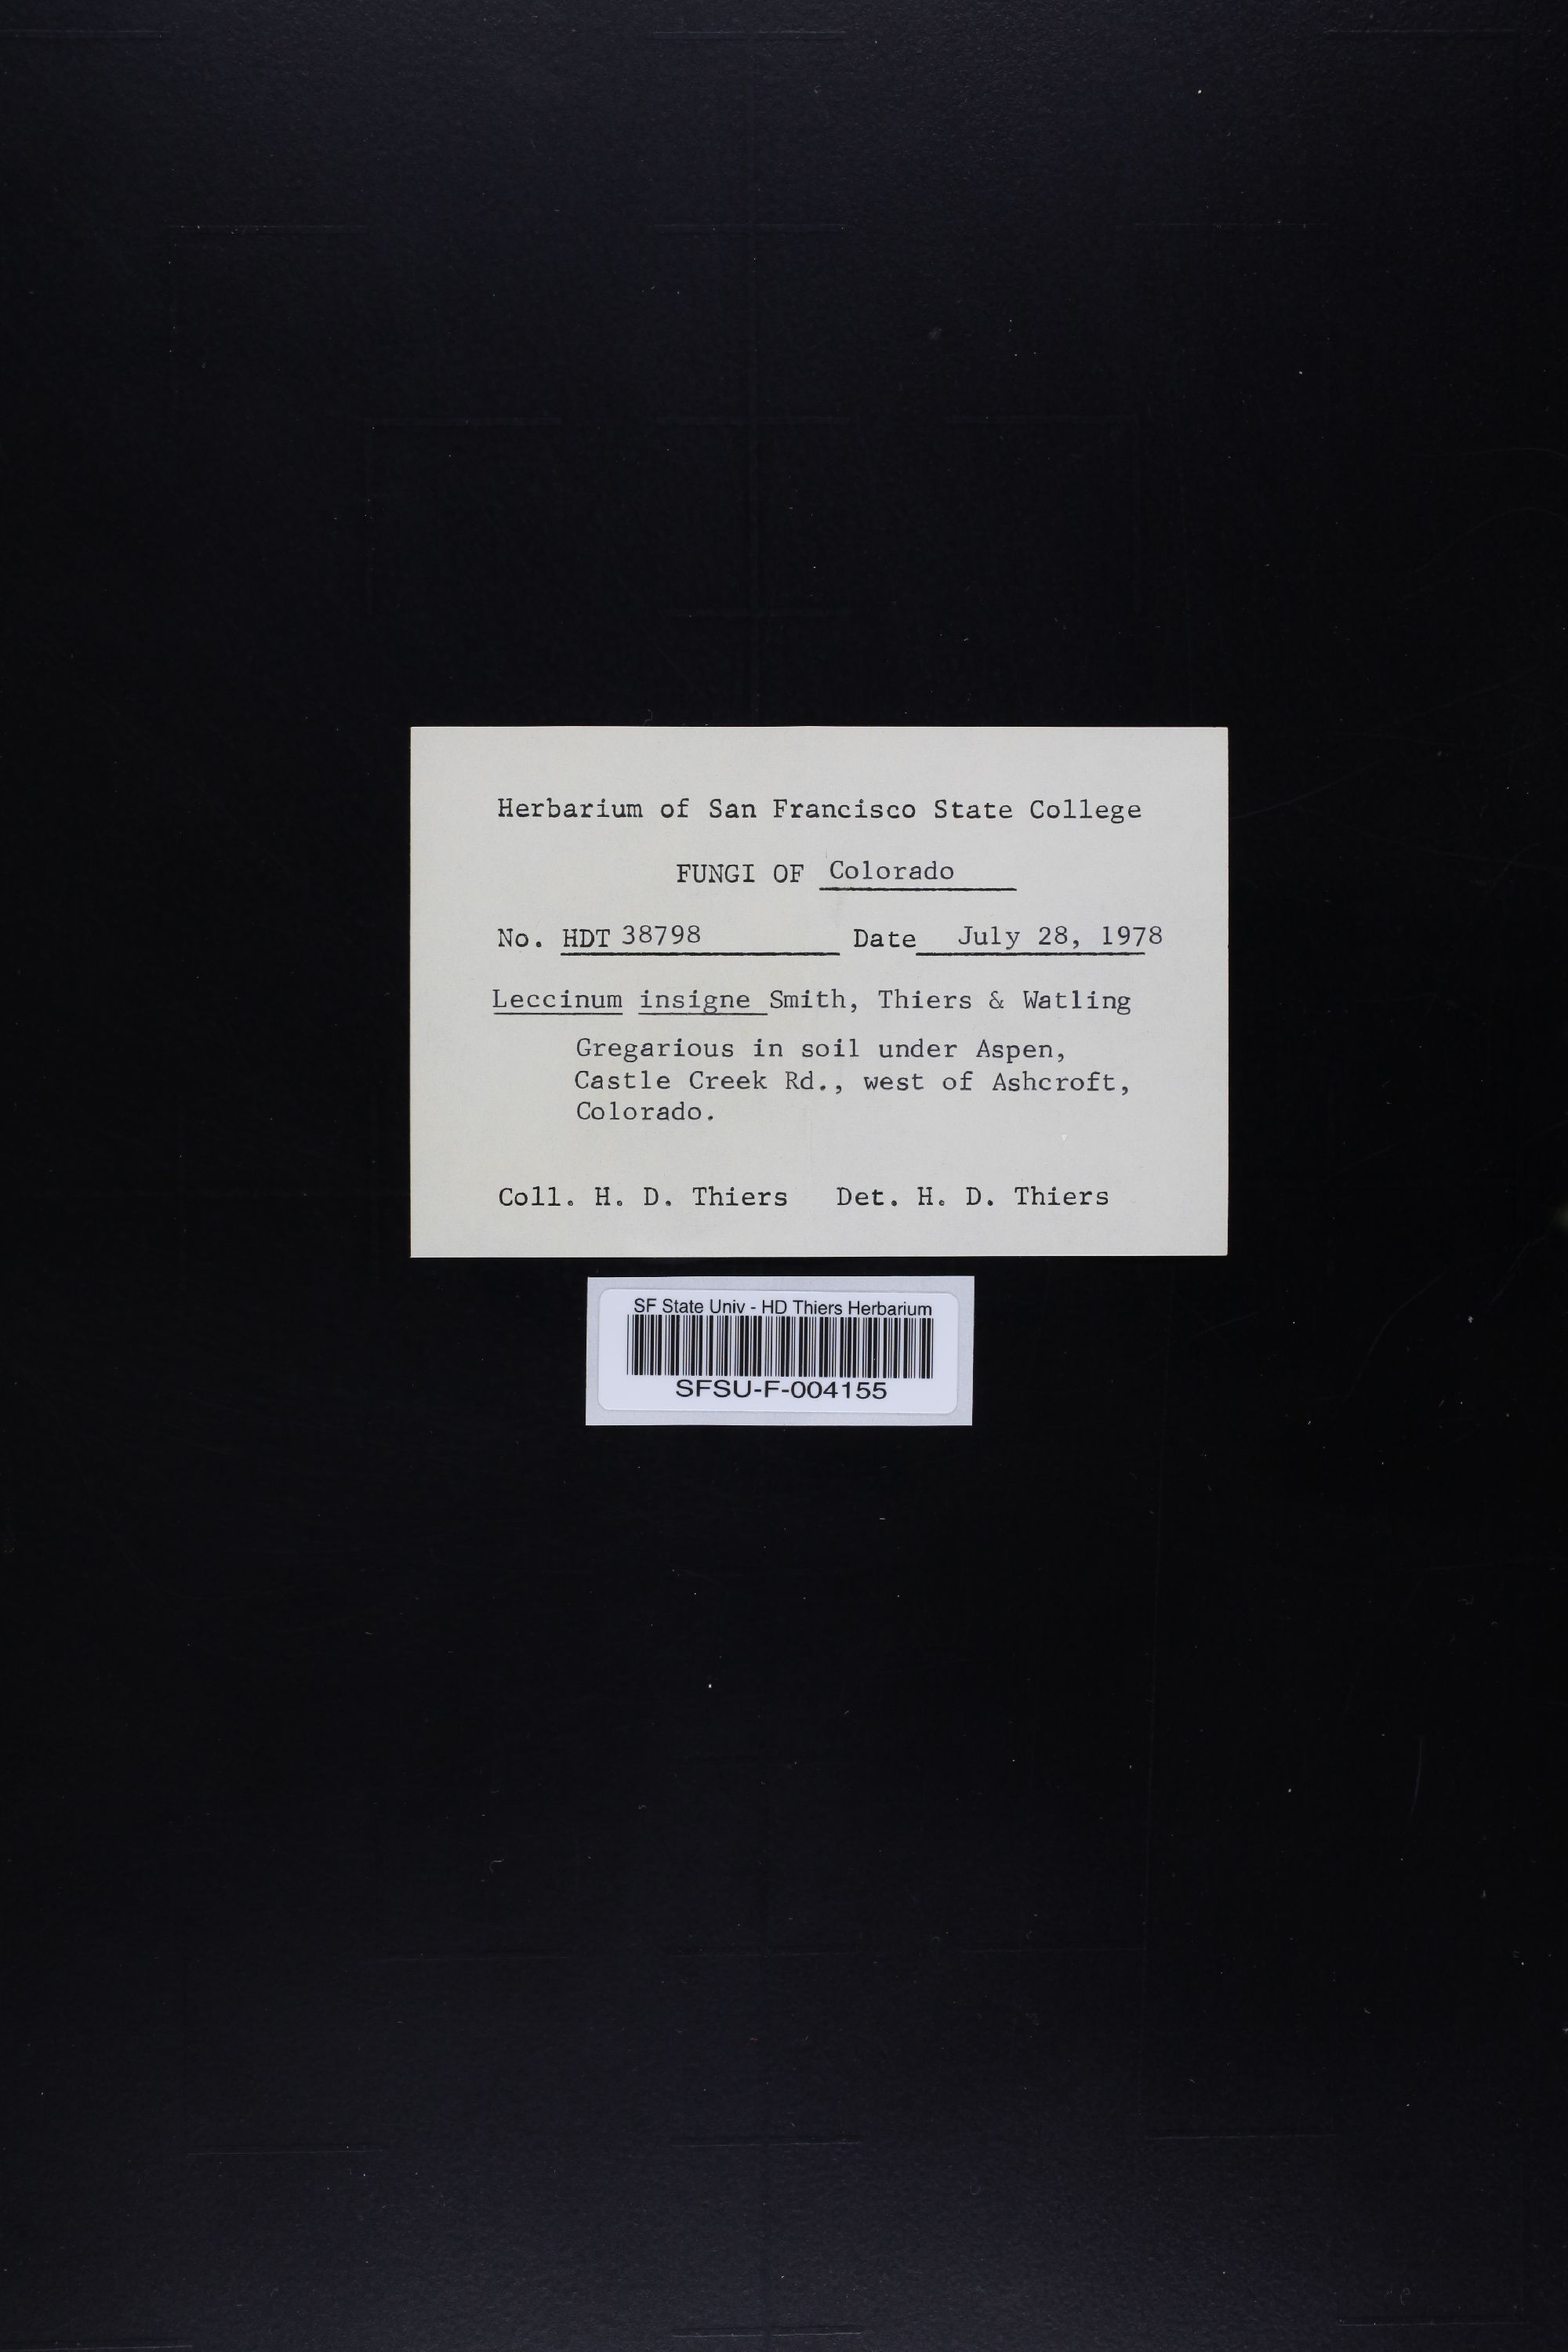 Herbarium of San Francisco State College
FUNGI OF Colorado
No. HDT 38798 Date July 28, 1978
Leccinum insigne Smith, Thiers & Watling
Gregarious in soil under Aspen,
Castle Creek Rd., west of Ashcroft,
Colorado.
Coll. H. D. Thiers Det. H. D. Thiers
SF State Univ - HD Thiers Herbarium
SFSU-F-004155